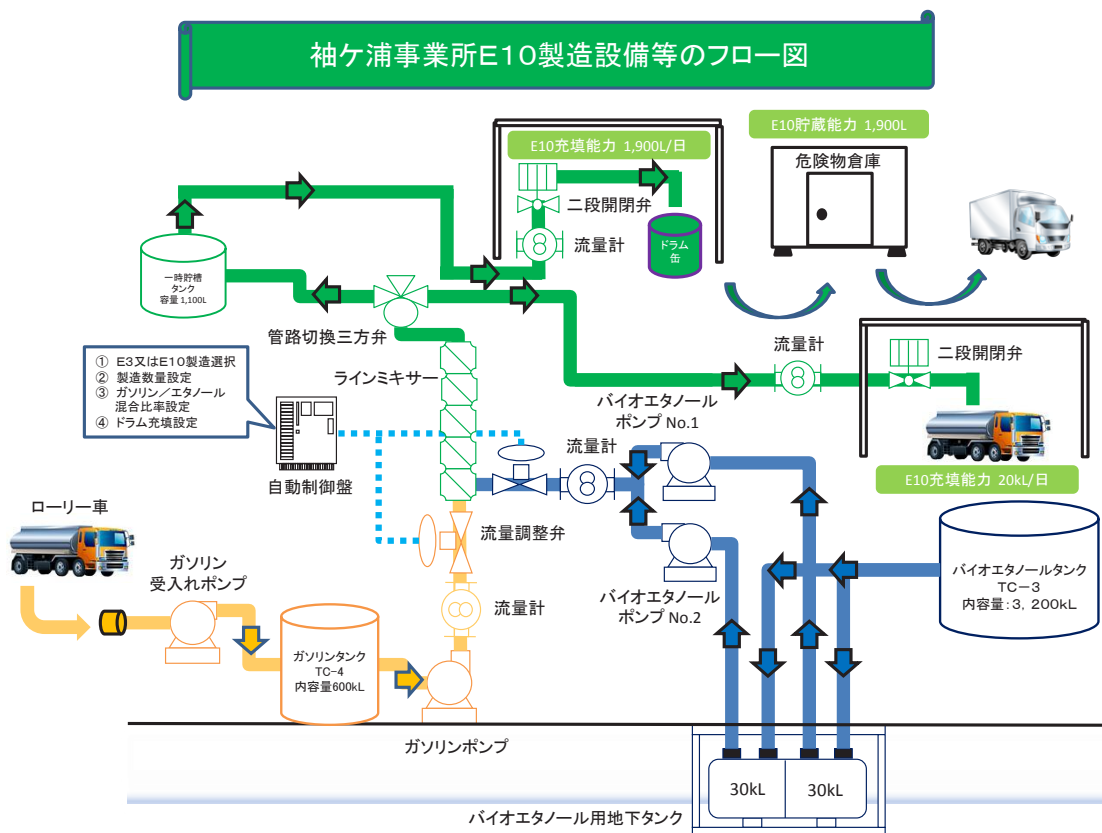 袖ケ浦事業所E10製造設備等のフロー図
E10充填能力 1,900L/日
E10貯蔵能力 1,900L
危険物倉庫
二段開閉弁
流量計
ドラム
缶
一時貯槽
タンク
容量1,100L
管路切換三方弁
① E3又はE10製造選択
② 製造数量設定
③ ガソリン/エタノール
混合比率設定
④ ドラム充填設定
ラインミキサー
流量計
二段開閉弁
バイオエタノール
ポンプ No.1
流量計
自動制御盤
E10充填能力 20kL/日
ローリー車
流量調整弁
ガソリン
受入れポンプ
バイオエタノールタンク
TC-3
内容量:3,200kL
流量計
バイオエタノール
ポンプ No.2
ガソリンタンク
TC-4
内容量600kL
ガソリンポンプ
30kL
30kL
バイオエタノール用地下タンク